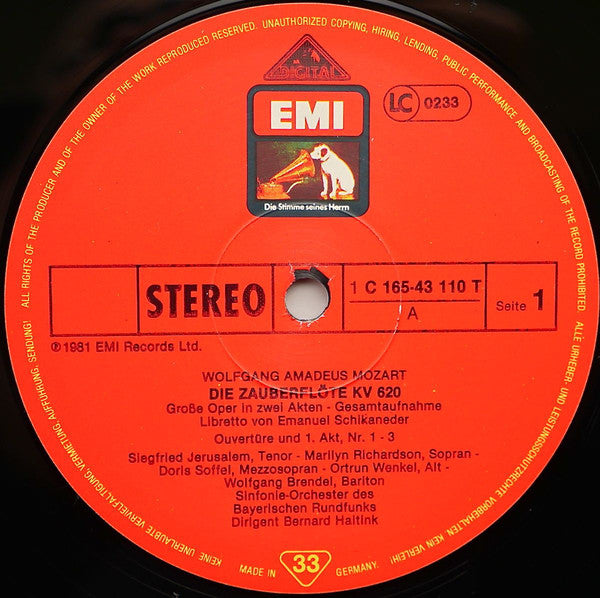 ALL RIGHTS OF THE PRODUCER AND OF THE OWNER OF THE WORK REPRODUCED RESERVED. UNAUTHORIZED COPYING, HIRING, LENDING, PUBLIC PERFORMANCE AND BROADCASTING OF THE RECORD PROHIBITED.
ALLE URHEBER- UND LEISTUNGSSCHUTZRECHTE VORBEHALTEN. KEIN VERLEIH! KEINE UNERLAUBTE VERVIELFÄLTIGUNG, VERMIETUNG, AUFFÜHRUNG, SENDUNG!
DIGITAL
EMI
LC 0233
Die Stimme seines Herrn
STEREO
1 C 165-43 110 T
A
Seite 1
℗1981 EMI Records Ltd.
WOLFGANG AMADEUS MOZART
DIE ZAUBERFLÖTE KV 620
Große Oper in zwei Akten - Gesamtaufnahme
Libretto von Emanuel Schikaneder
Ouvertüre und 1. Akt, Nr. 1 - 3
Siegfried Jerusalem, Tenor - Marilyn Richardson, Sopran -
Doris Soffel, Mezzosopran - Ortrun Wenkel, Alt -
Wolfgang Brendel, Bariton
Sinfonie-Orchester des
Bayerischen Rundfunks
Dirigent Bernard Haitink
MADE IN 33 GERMANY